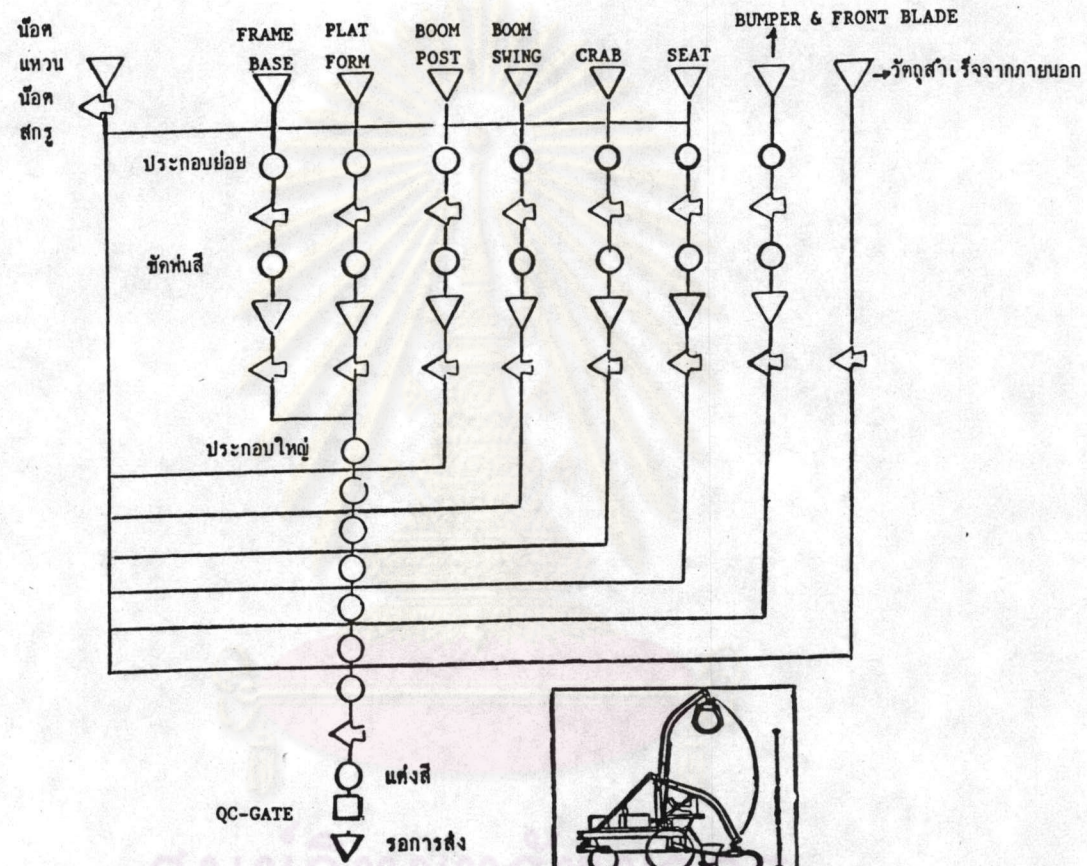 น๊อต
แหวน
น๊อต
สกรู
FRAME
BASE
PLAT
FORM
BOOM
POST
BOOM
SWING
CRAB
SEAT
BUMPER & FRONT BLADE
วัตถุสำเร็จจากภายนอก
ประกอบย่อย
ขัดพ่นสี
ประกอบใหญ่
แต่งสี
QC-GATE
รอการส่ง